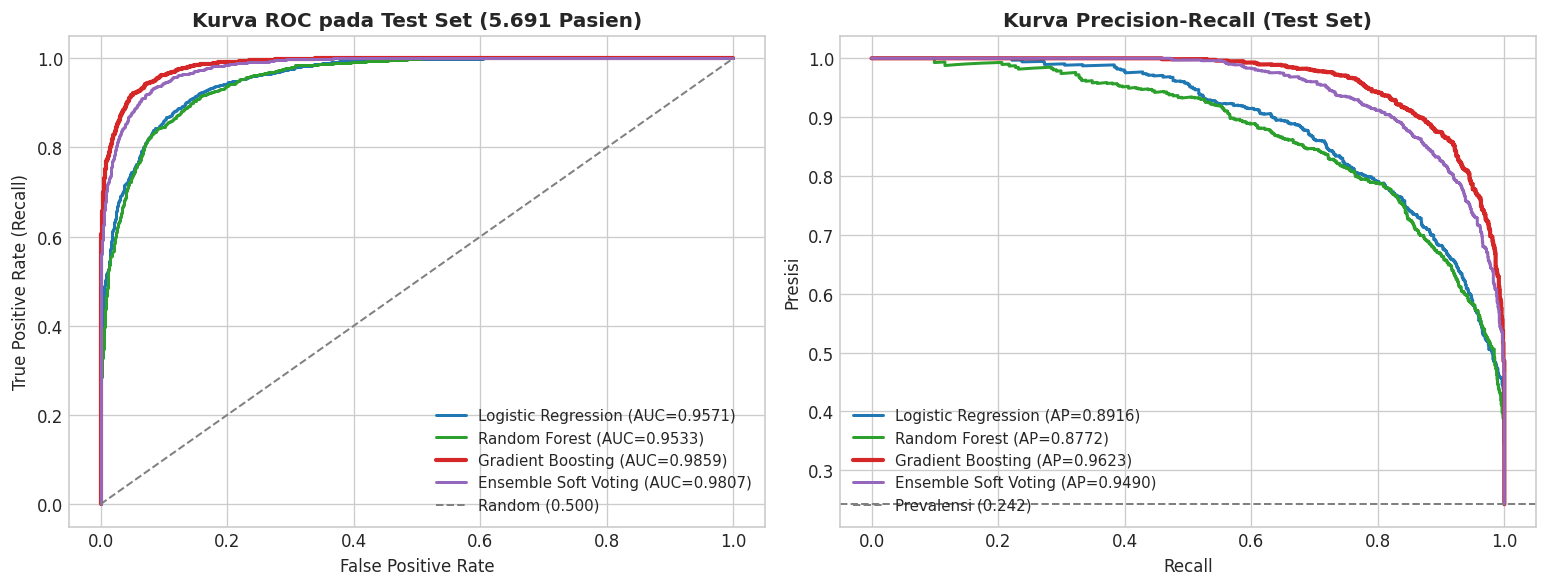 Kurva ROC pada Test Set (5.691 Pasien)
True Positive Rate (Recall)
1.0
0.8
0.6
0.4
0.2
0.0
Logistic Regression (AUC=0.9571)
Random Forest (AUC=0.9533)
Gradient Boosting (AUC=0.9859)
Ensemble Soft Voting (AUC=0.9807)
Random (0.500)
0.0 0.2 0.4 0.6 0.8 1.0
False Positive Rate
Kurva Precision-Recall (Test Set)
Presisi
1.0
0.9
0.8
0.7
0.6
0.5
0.4
0.3
Logistic Regression (AP=0.8916)
Random Forest (AP=0.8772)
Gradient Boosting (AP=0.9623)
Ensemble Soft Voting (AP=0.9490)
Prevalensi (0.242)
0.0 0.2 0.4 0.6 0.8 1.0
Recall